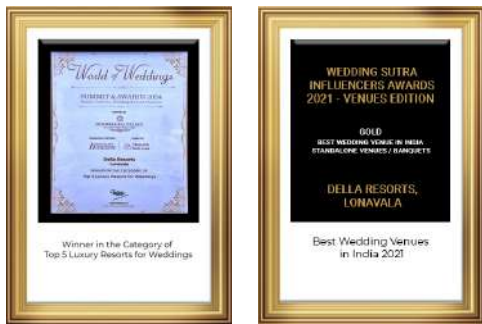 World of Weddings
SUMMIT & AWARDS 2024
Della Resorts
Lonavala
Top 5 Luxury Resorts for Weddings
Winner in the Category of
Top 5 Luxury Resorts for Weddings
WEDDING SUTRA
INFLUENCERS AWARDS
2021 - VENUES EDITION
GOLD
BEST WEDDING VENUE IN INDIA
STANDALONE VENUES / BANQUETS
DELLA RESORTS,
LONAVALA
Best Wedding Venues
in India 2021